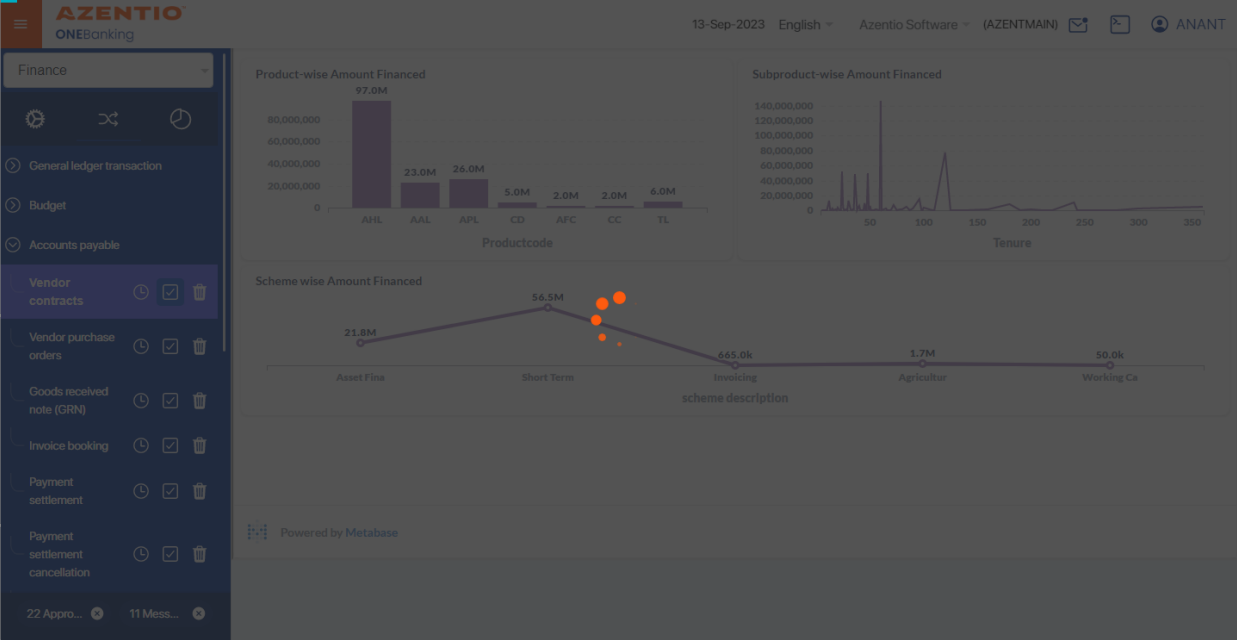 AZENTIO
ONEBanking
13-Sep-2023 English Azentio Software (AZENTMAIN) ANANT
Finance
General ledger transaction
Budget
Accounts payable
Vendor
contracts
Vendor purchase
orders
Goods received
note (GRN)
Invoice booking
Payment
settlement
Payment
settlement
cancellation
22 Appro...
11 Mess...
Product-wise Amount Financed
97.0M
80,000,000
60,000,000
40,000,000
20,000,000
0
23.0M
26.0M
5.0M
2.0M
2.0M
6.0M
AHL AAL APL CD AFC CC TL
Productcode
Subproduct-wise Amount Financed
140,000,000
120,000,000
100,000,000
80,000,000
60,000,000
40,000,000
20,000,000
0
50 100 150 200 250 300 350
Tenure
Scheme wise Amount Financed
21.8M
56.5M
665.0k
1.7M
50.0k
Asset Fina Short Term Invoicing Agricultur Working Ca
scheme description
Powered by Metabase